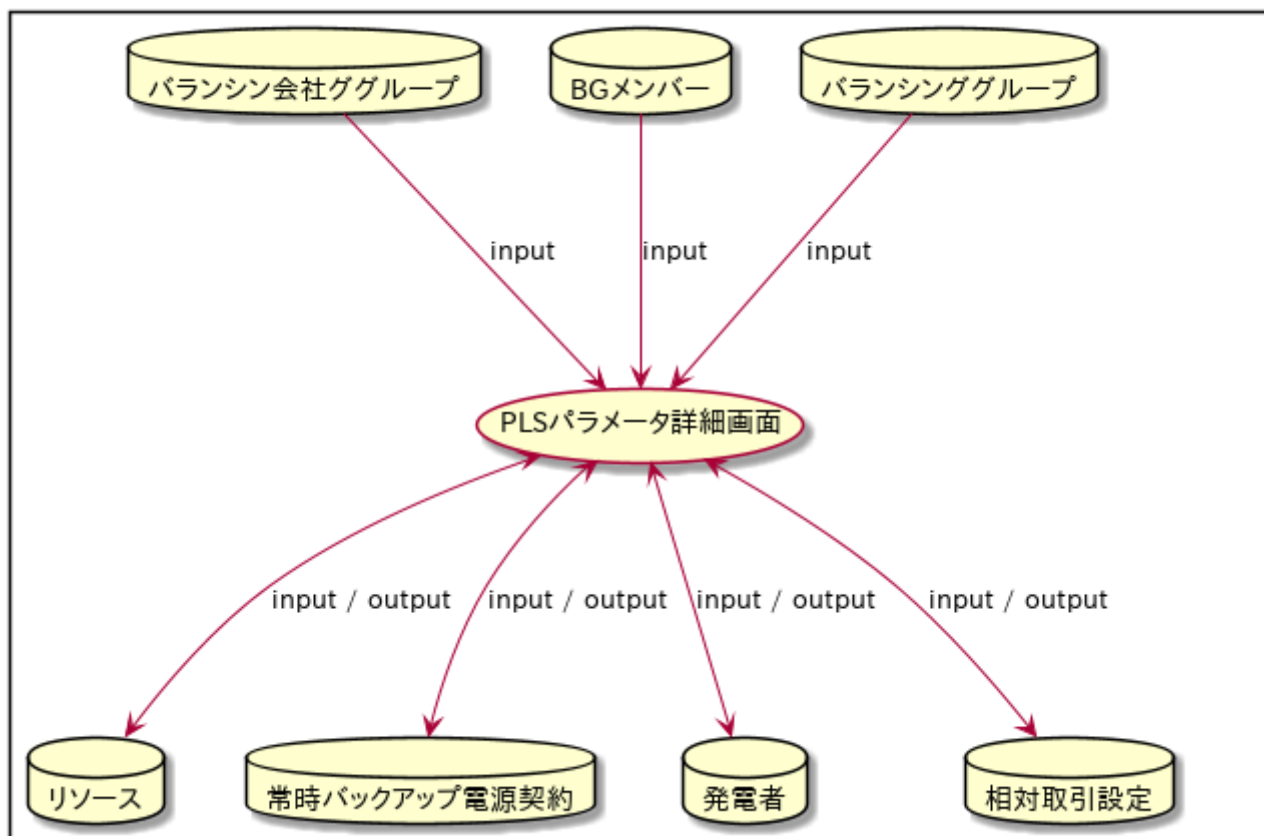 バランシン会社ググループ
BGメンバー
バランシンググループ
input
input
input
PLSパラメータ詳細画面
input / output
input / output
input / output
input / output
リソース
常時バックアップ電源契約
発電者
相対取引設定